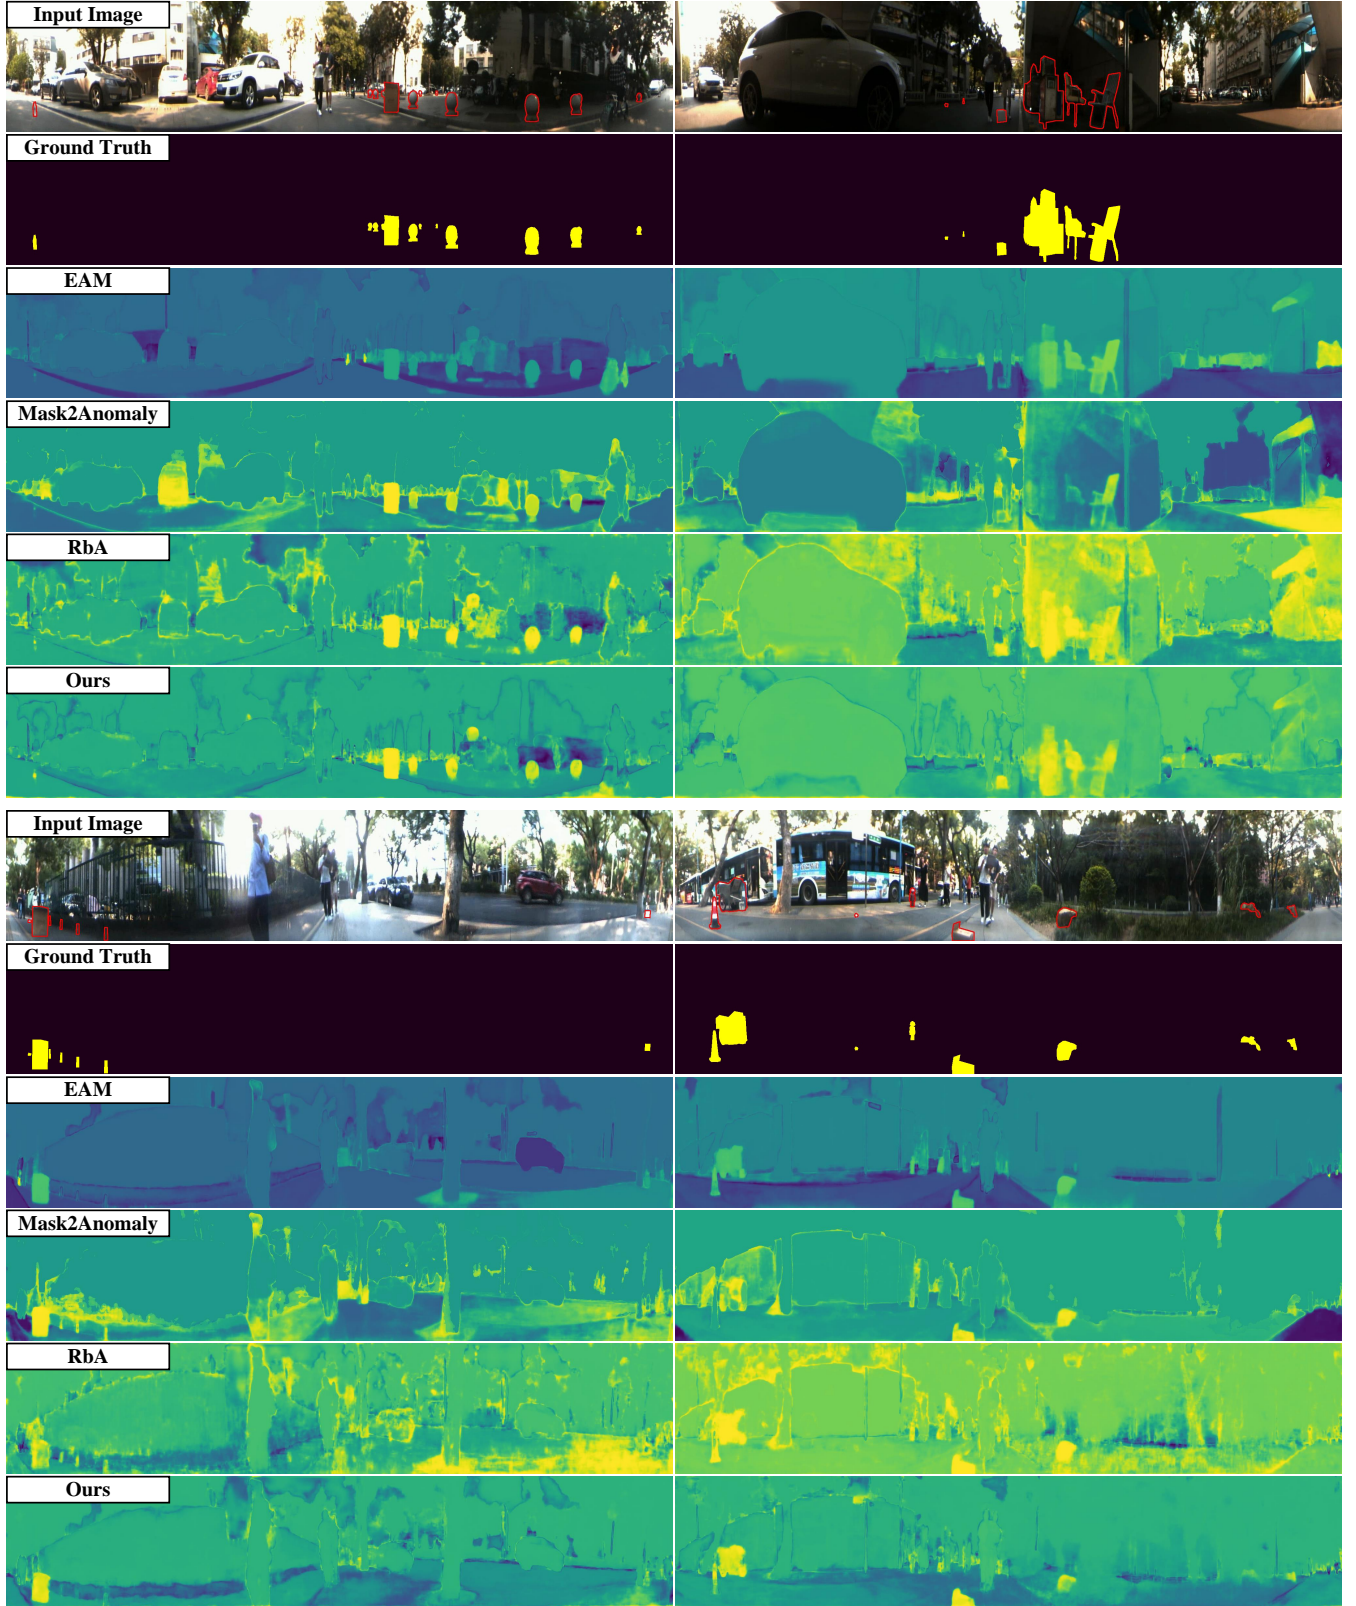 Input Image
Ground Truth
EAM
Mask2Anomaly
RbA
Ours
Input Image
Ground Truth
EAM
Mask2Anomaly
RbA
Ours